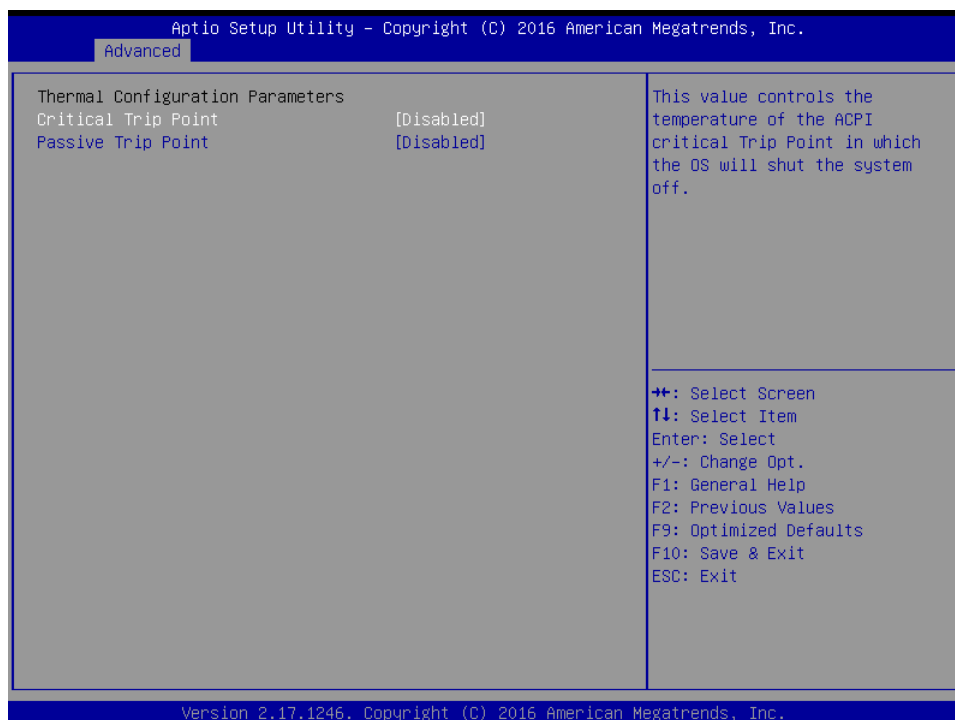 Aptio Setup Utility – Copyright (C) 2016 American Megatrends, Inc.
Advanced
Thermal Configuration Parameters
Critical Trip Point [Disabled]
Passive Trip Point [Disabled]
This value controls the
temperature of the ACPI
critical Trip Point in which
the OS will shut the system
off.
→←: Select Screen
↑↓: Select Item
Enter: Select
+/-: Change Opt.
F1: General Help
F2: Previous Values
F9: Optimized Defaults
F10: Save & Exit
ESC: Exit
Version 2.17.1246. Copyright (C) 2016 American Megatrends, Inc.